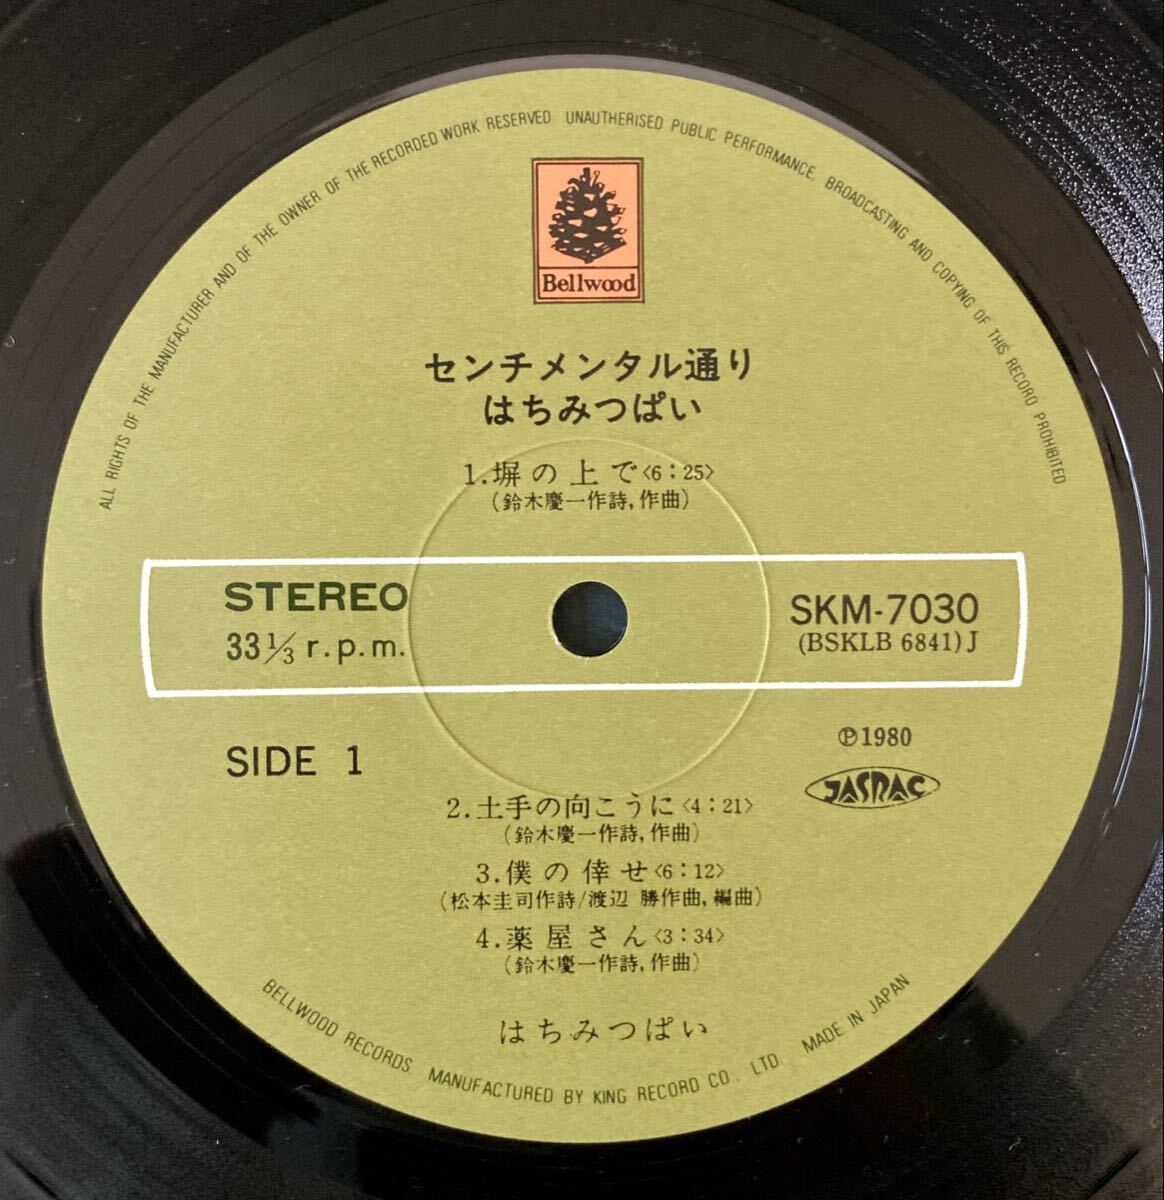 ALL RIGHTS OF THE MANUFACTURER AND OF THE OWNER OF THE RECORDED WORK RESERVED UNAUTHERISED PUBLIC PERFORMANCE, BROADCASTING AND COPYING OF THIS RECORD PROHIBITED
Bellwood
センチメンタル通り
はちみつぱい
1.塀の上で〈6:25〉
(鈴木慶一作詩,作曲)
STEREO
33⅓ r.p.m.
SKM-7030
(BSKLB 6841)J
SIDE 1
℗1980
JASRAC
2.土手の向こうに〈4:21〉
(鈴木慶一作詩,作曲)
3.僕の倖せ〈6:12〉
(松本圭司作詩/渡辺 勝作曲,編曲)
4.薬屋さん〈3:34〉
(鈴木慶一作詩,作曲)
はちみつぱい
BELLWOOD RECORDS MANUFACTURED BY KING RECORD CO. LTD MADE IN JAPAN